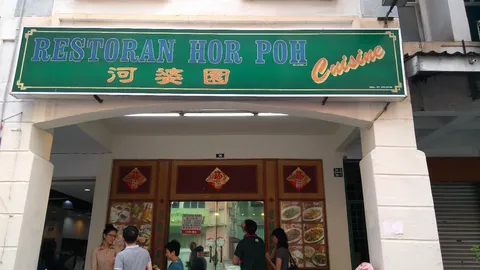 RESTORAN HOR POH Cuisine
河婆園